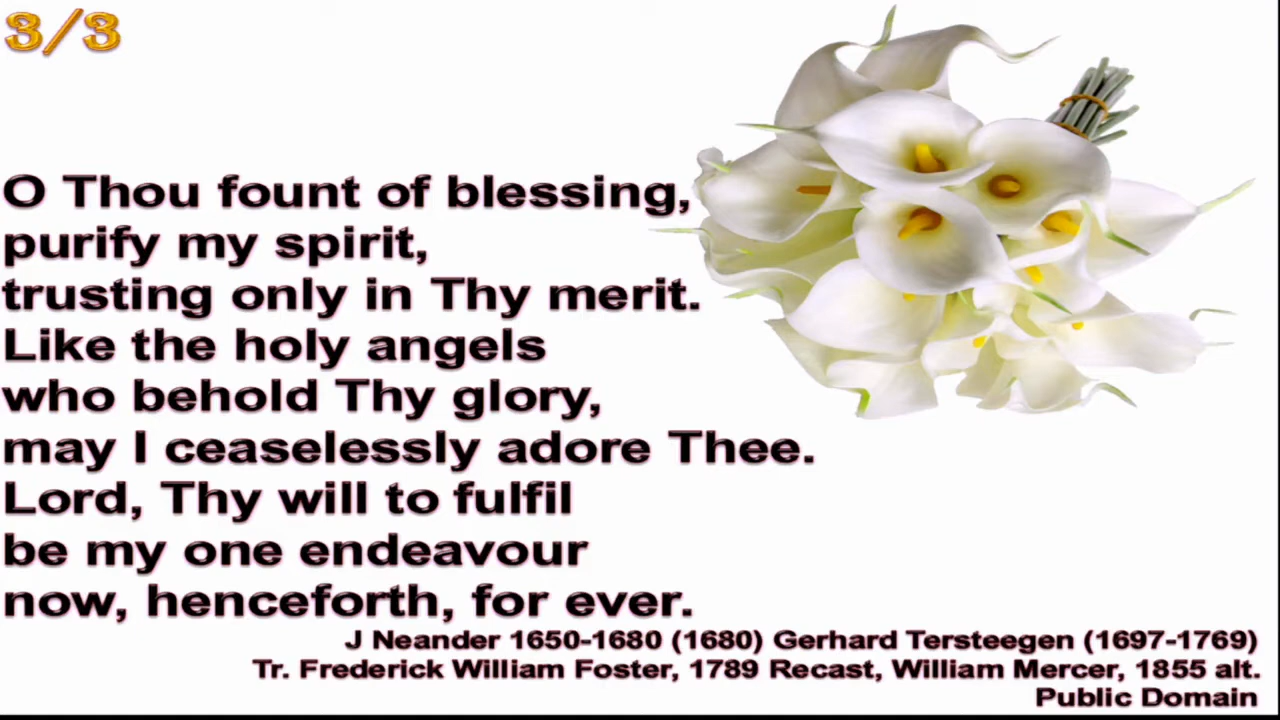 3/3
O Thou fount of blessing,
purify my spirit,
trusting only in Thy merit.
Like the holy angels
who behold Thy glory,
may I ceaselessly adore Thee.
Lord, Thy will to fulfil
be my one endeavour
now, henceforth, for ever.
J Neander 1650-1680 (1680) Gerhard Tersteegen (1697-1769)
Tr. Frederick William Foster, 1789 Recast, William Mercer, 1855 alt.
Public Domain